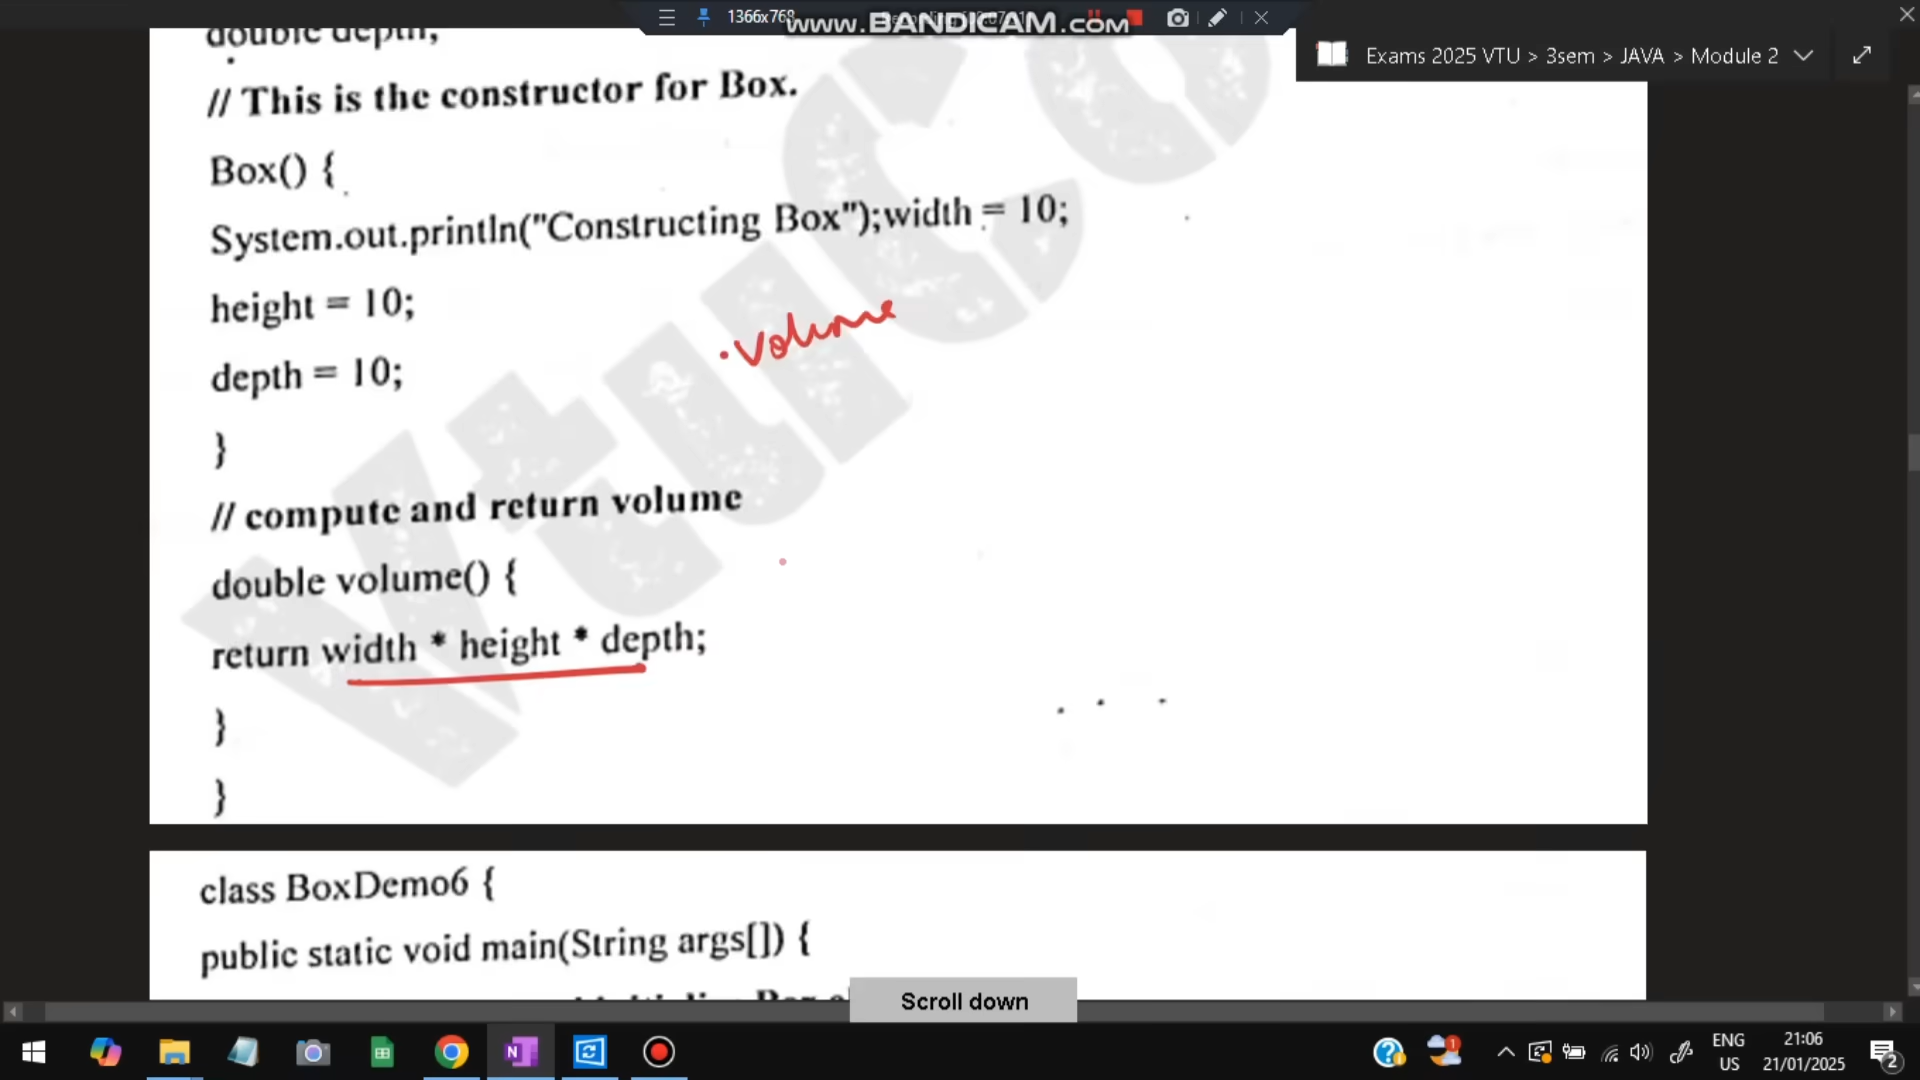 1366x768
www.BANDICAM.COM
Exams 2025 VTU > 3sem > JAVA > Module 2
double depth;
// This is the constructor for Box.
Box() {
System.out.println("Constructing Box");width = 10;
height = 10;
.volume
depth = 10;
}
// compute and return volume
double volume() {
return width * height * depth;
}
}
class BoxDemo6 {
public static void main(String args[]) {
Scroll down
ENG
US
21:06
21/01/2025
2